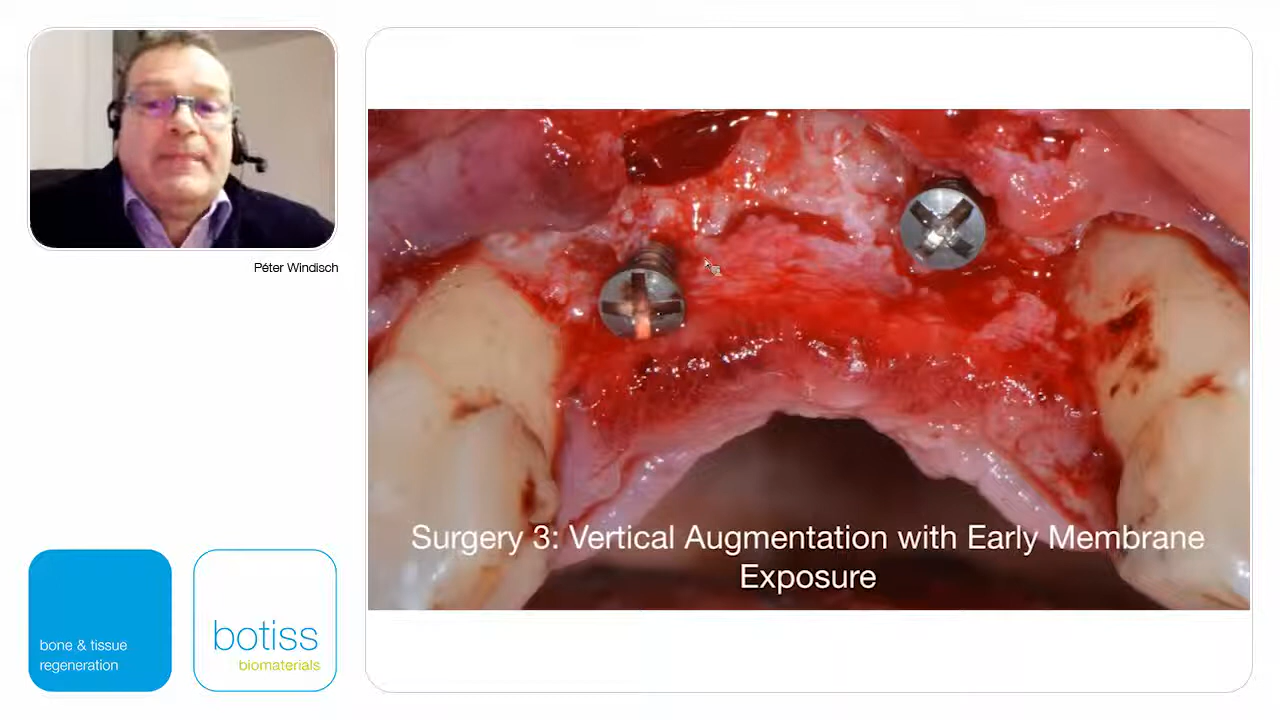 Péter Windisch
Surgery 3: Vertical Augmentation with Early Membrane
Exposure
bone & tissue
regeneration
botiss
biomaterials